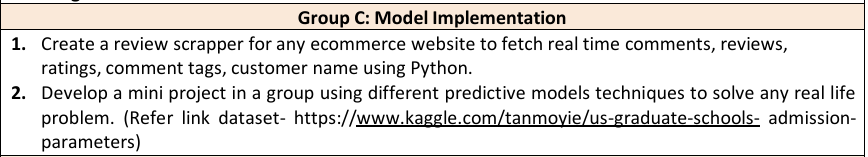 Group C: Model Implementation
1. Create a review scrapper for any ecommerce website to fetch real time comments, reviews,
ratings, comment tags, customer name using Python.
2. Develop a mini project in a group using different predictive models techniques to solve any real life
problem. (Refer link dataset- https://www.kaggle.com/tanmoyie/us-graduate-schools- admission-
parameters)